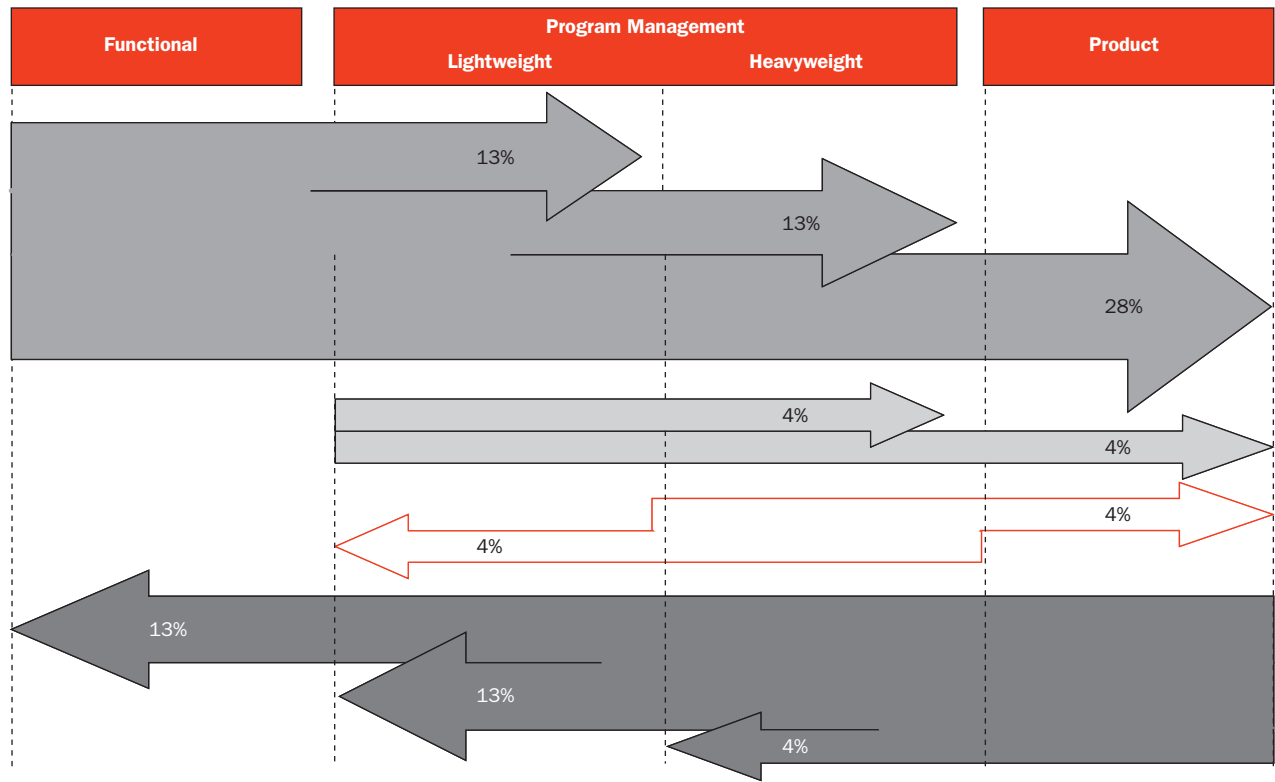 Functional
Program Management
Lightweight
Heavyweight
Product
13%
13%
28%
4%
4%
4%
4%
13%
13%
4%